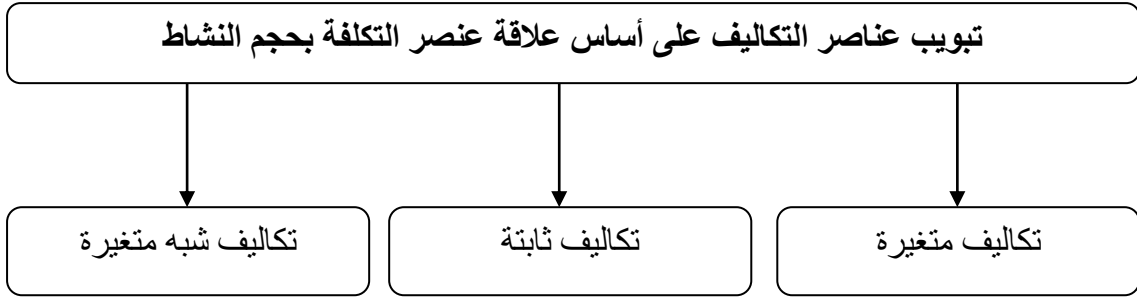 تبويب عناصر التكاليف على أساس علاقة عنصر التكلفة بحجم النشاط
تكاليف متغيرة
تكاليف ثابتة
تكاليف شبه متغيرة